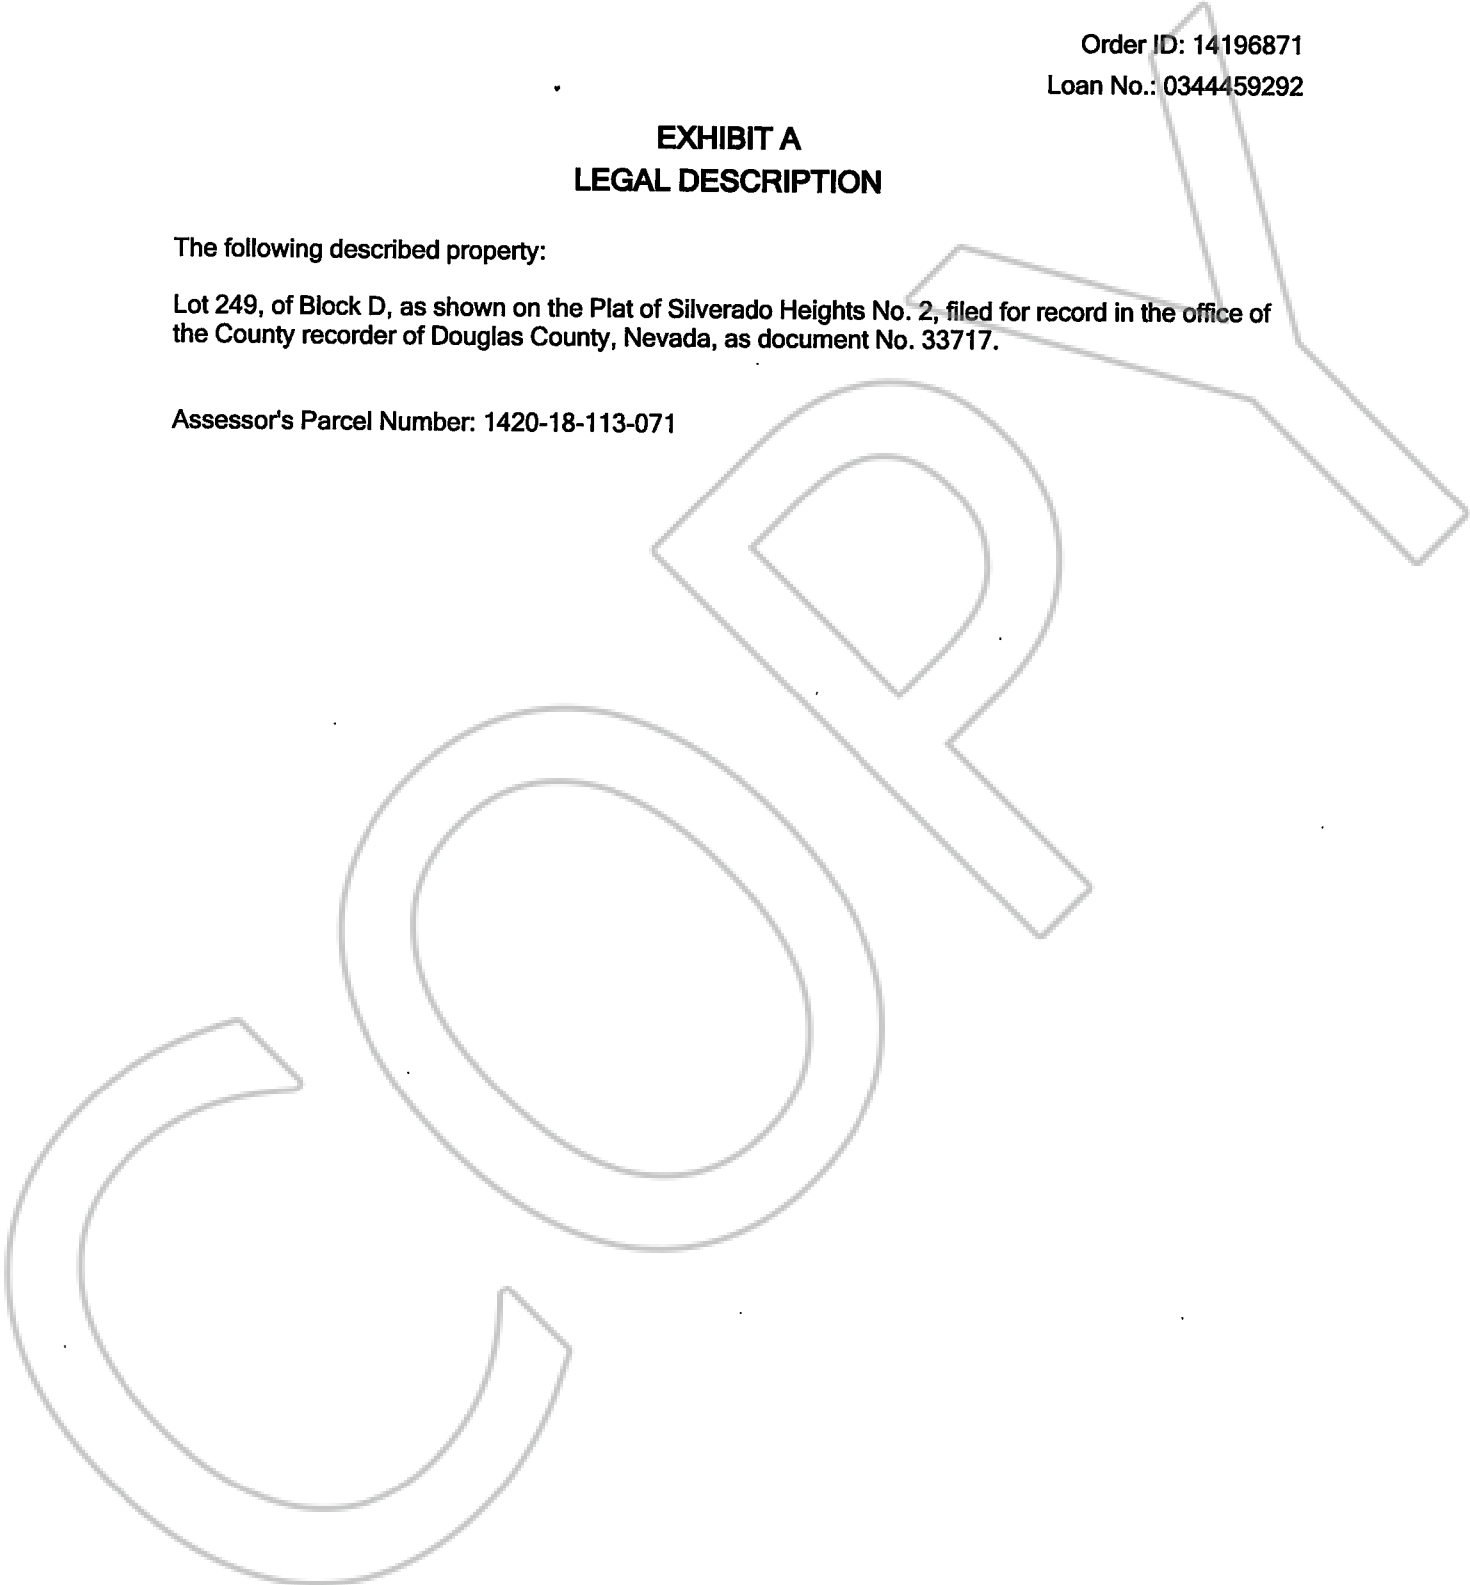 Order ID: 14196871
Loan No.: 0344459292
EXHIBIT A
LEGAL DESCRIPTION
The following described property:
Lot 249, of Block D, as shown on the Plat of Silverado Heights No. 2, filed for record in the office of
the County recorder of Douglas County, Nevada, as document No. 33717.
Assessor's Parcel Number: 1420-18-113-071
COPY